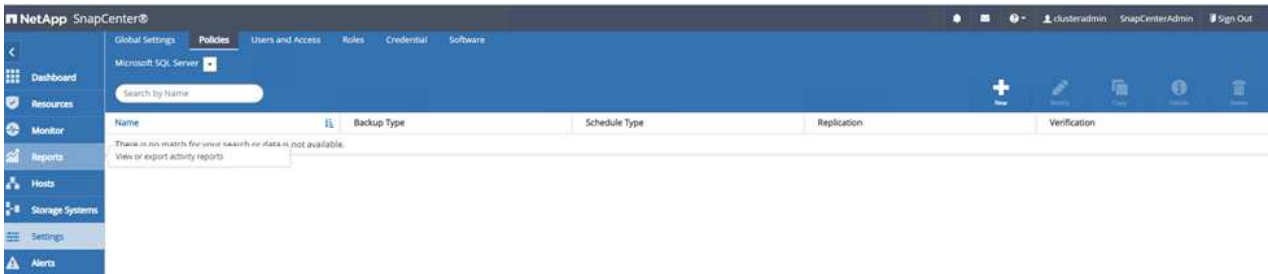 NetApp SnapCenter®
clusteradmin SnapCenterAdmin Sign Out
Global Settings Policies Users and Access Roles Credential Software
Microsoft SQL Server
Dashboard
Search by Name
New Modify Copy Details Delete
Resources
Name Backup Type Schedule Type Replication Verification
Monitor
There is no match for your search or data is not available.
Reports
View or export activity reports
Hosts
Storage Systems
Settings
Alerts